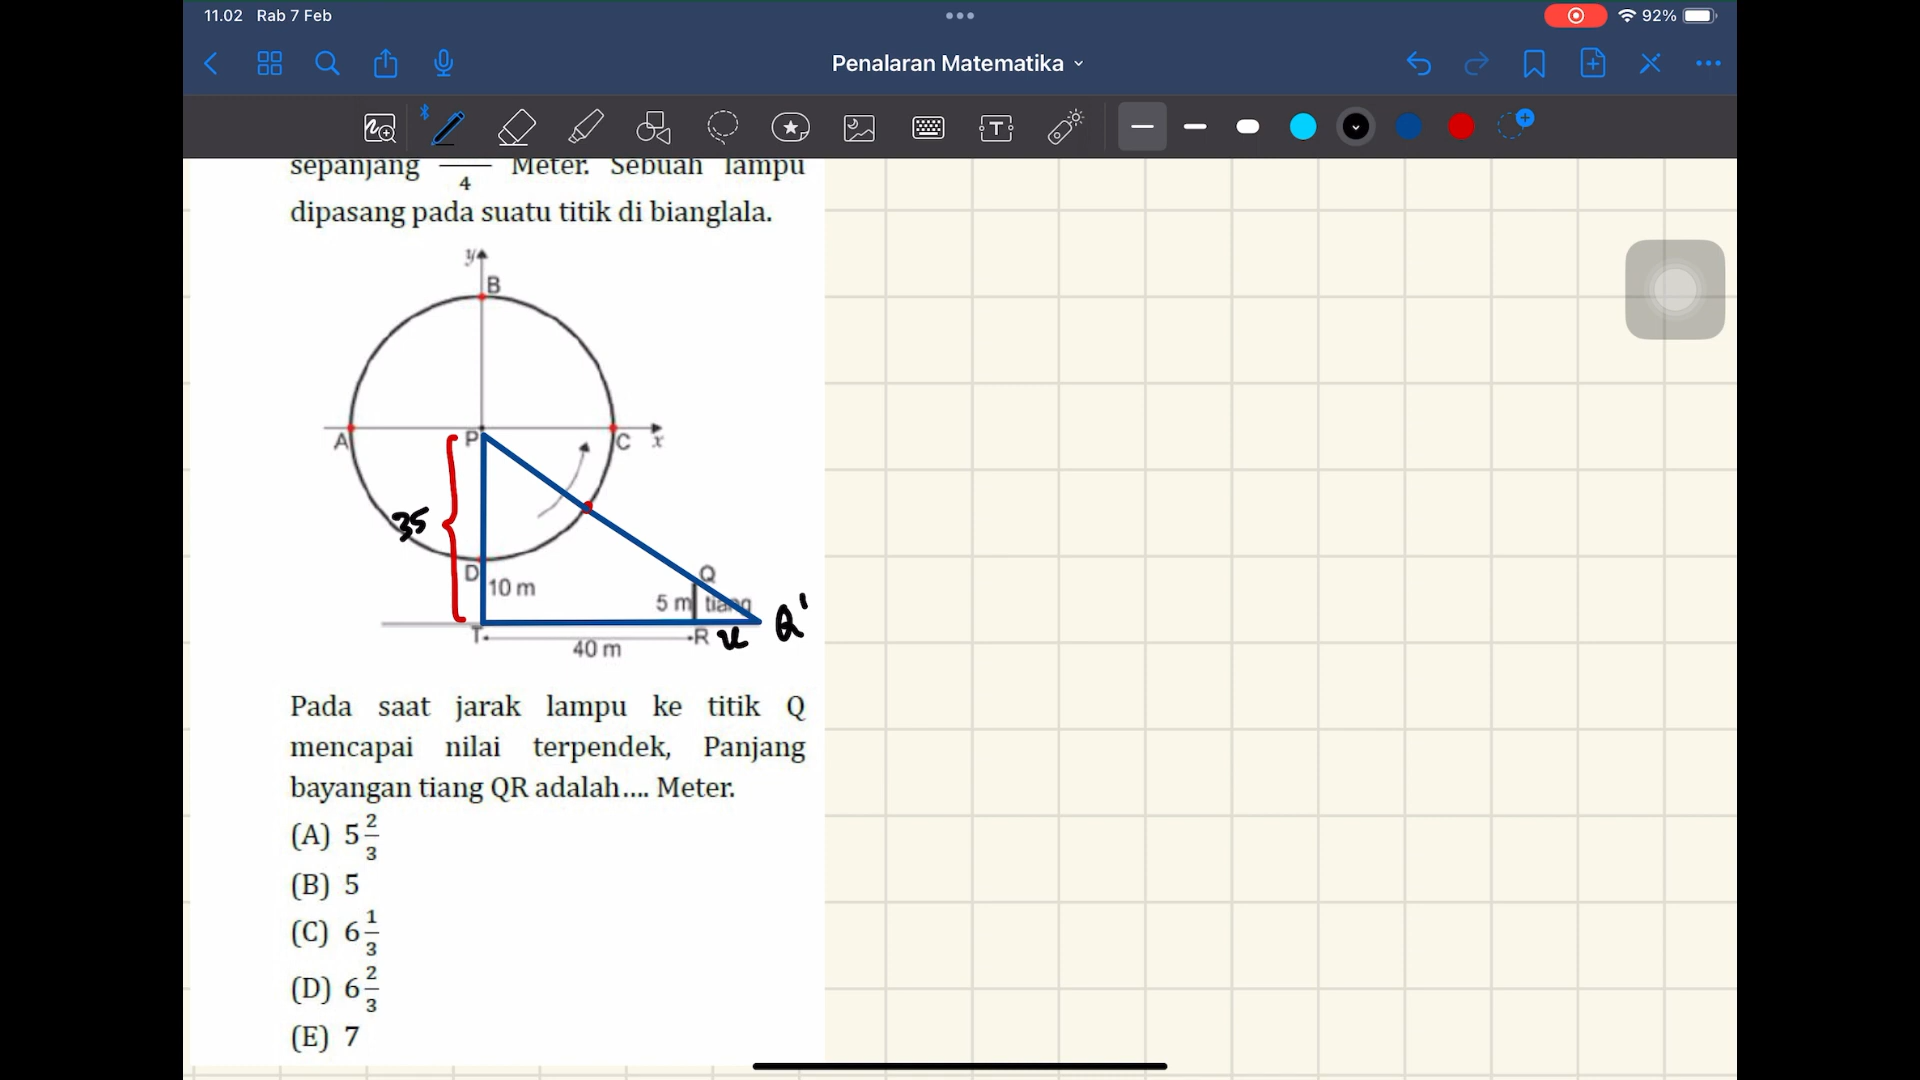 11.02 Rab 7 Feb
92%
Penalaran Matematika
T
sepanjang /4 Meter. Sebuah lampu
dipasang pada suatu titik di bianglala.
y
B
A
P
C
x
35
D
10 m
Q
5 m
tiang
Q'
T
R
x
40 m
Pada saat jarak lampu ke titik Q
mencapai nilai terpendek, Panjang
bayangan tiang QR adalah.... Meter.
(A) 5 2/3
(B) 5
(C) 6 1/3
(D) 6 2/3
(E) 7